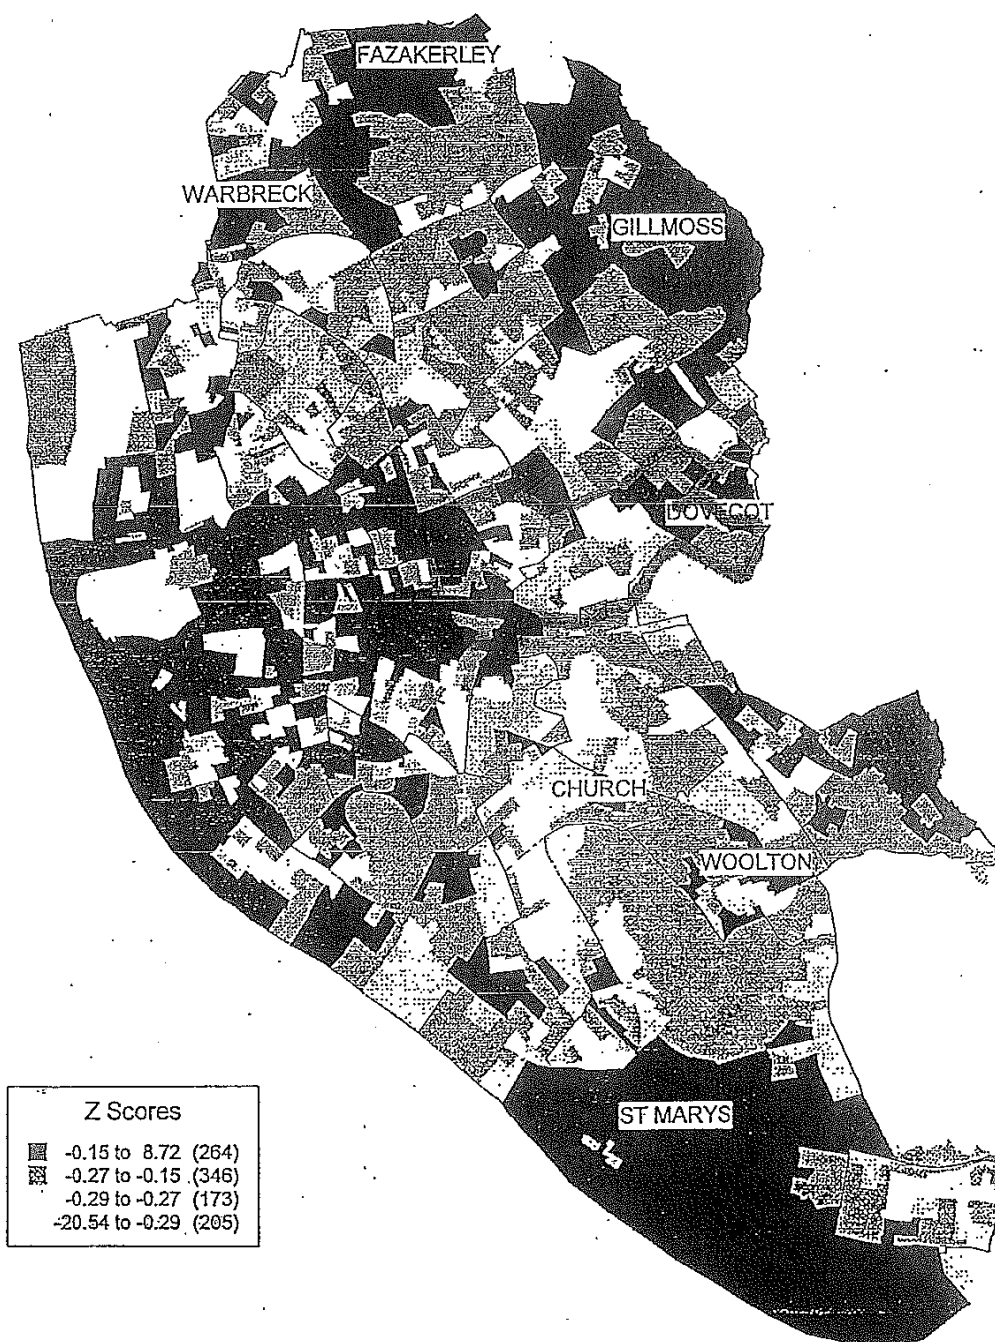 FAZAKERLEY
WARBRECK
GILLMOSS
DOVECOT
CHURCH
WOOLTON
ST MARYS
Z Scores
-0.15 to 8.72 (264)
-0.27 to -0.15 (346)
-0.29 to -0.27 (173)
-20.54 to -0.29 (205)